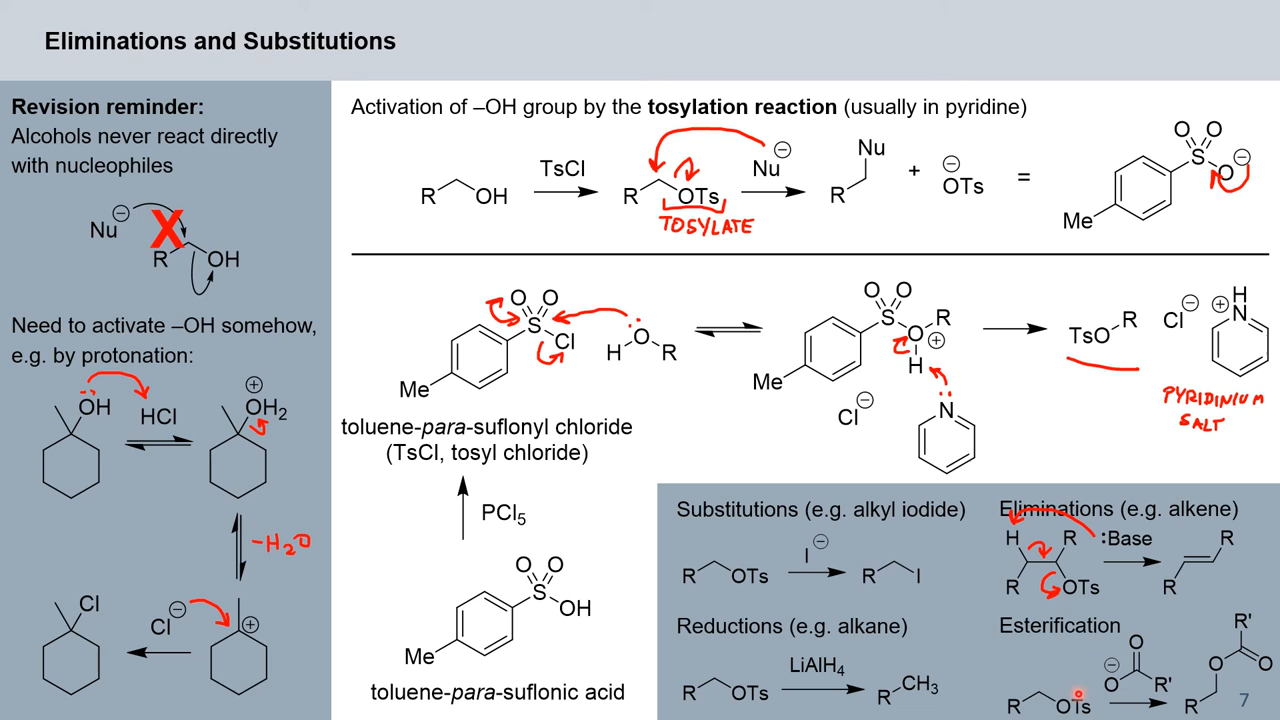 Eliminations and Substitutions
Revision reminder:
Alcohols never react directly
with nucleophiles
Nu ⊖
X
R
OH
Need to activate –OH somehow,
e.g. by protonation:
OH
HCl
⊕
OH2
-H2O
Cl
Cl ⊖
⊕
Activation of –OH group by the tosylation reaction (usually in pyridine)
R
OH
TsCl
R
OTs
TOSYLATE
Nu ⊖
Nu
R
+
⊖
OTs
=
O O
S
O ⊖
Me
O O
S
Cl
Me
H O R
toluene-para-suflonyl chloride
(TsCl, tosyl chloride)
O O
S
O R
⊕
H
Me
Cl ⊖
N
TsO R
Cl ⊖
H
⊕ N
PYRIDINIUM
SALT
PCl5
O O
S
OH
Me
toluene-para-suflonic acid
Substitutions (e.g. alkyl iodide)
R
OTs
I ⊖
R
I
Reductions (e.g. alkane)
R
OTs
LiAlH4
R
CH3
Eliminations (e.g. alkene)
H
R
R
OTs
:Base
R
R
Esterification
R
OTs
⊖
O
O
R'
R
O
R'
O
7